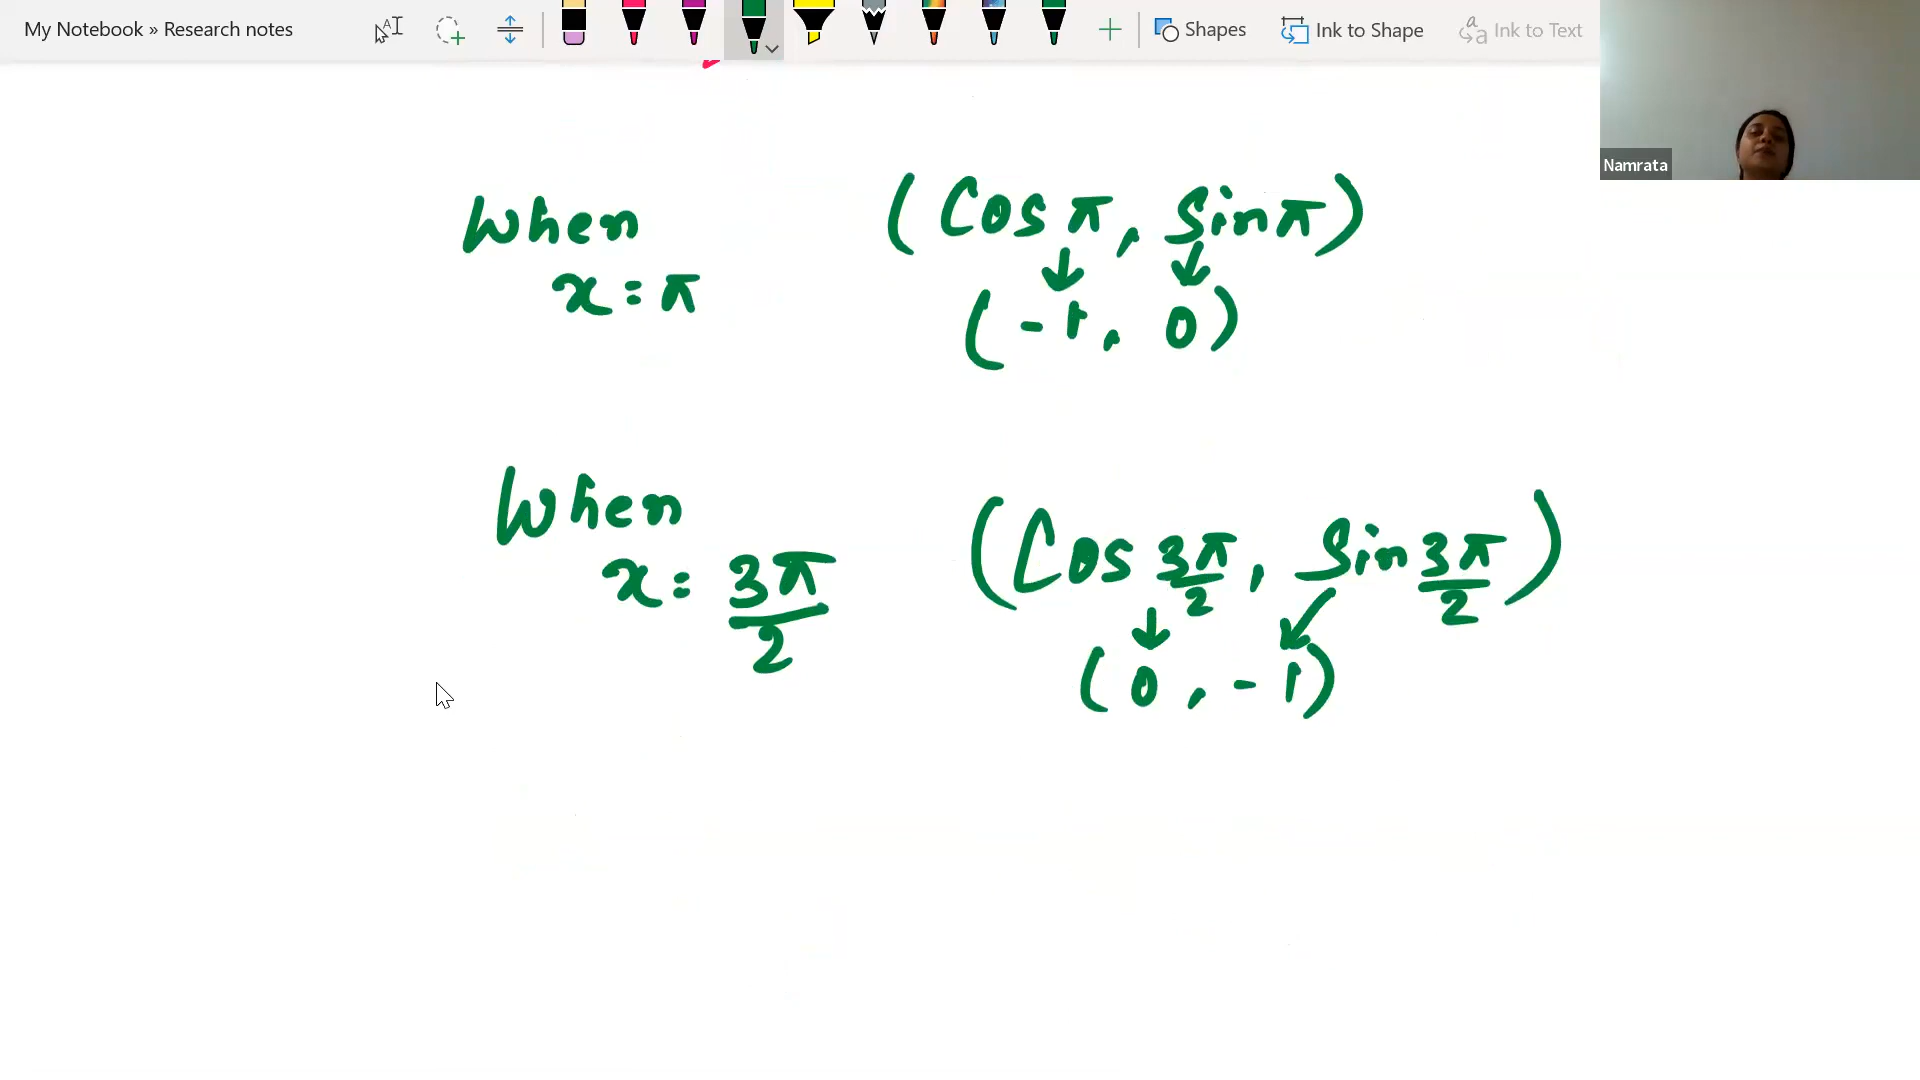 My Notebook » Research notes
Shapes
Ink to Shape
Ink to Text
Namrata
When
x = π
(Cos π, Sin π)
(-1, 0)
When
x = 3π/2
(Cos 3π/2, Sin 3π/2)
(0, -1)